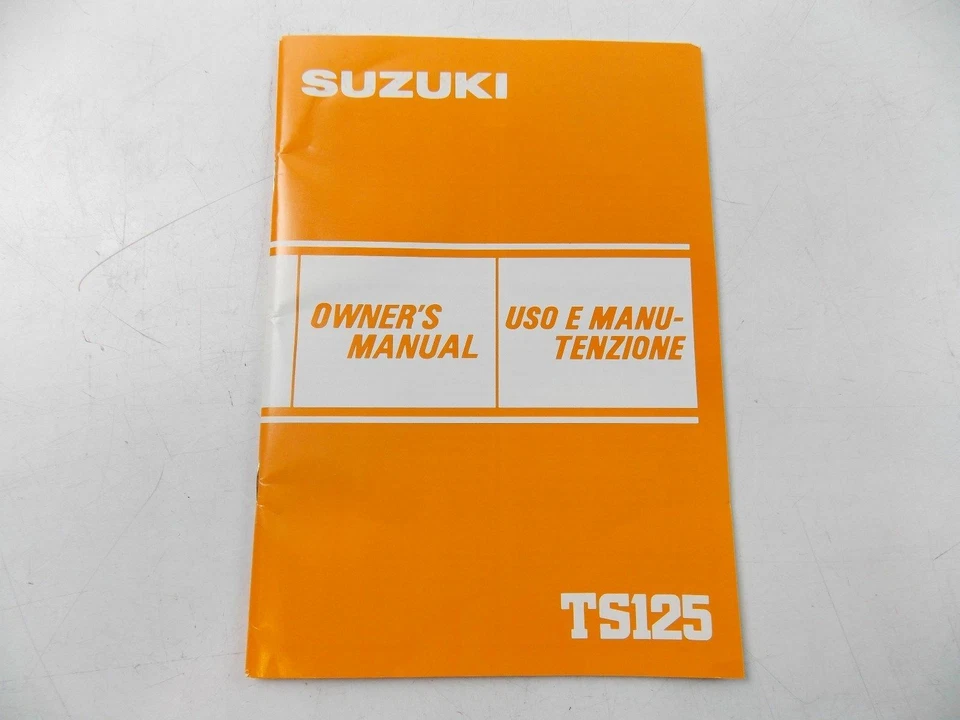 SUZUKI
OWNER'S
MANUAL
USO E MANU-
TENZIONE
TS125